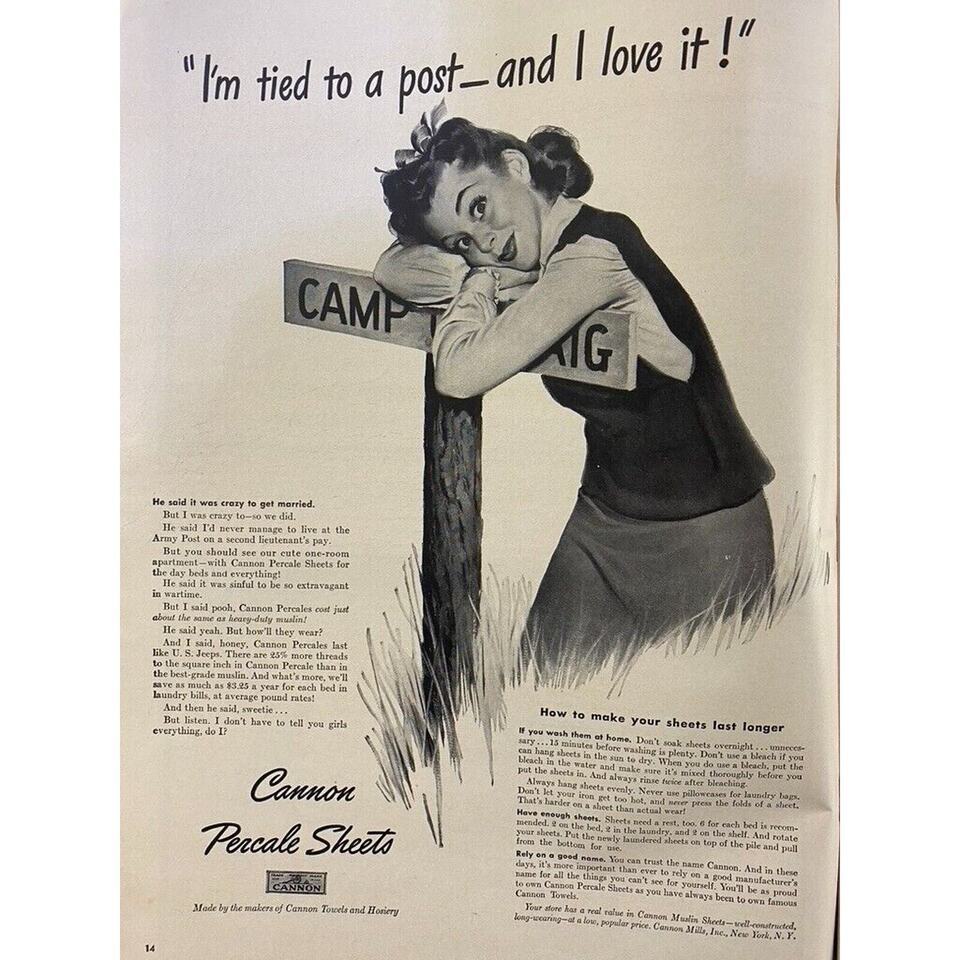 "I'm tied to a post—and I love it!"
CAMP
AIG
He said it was crazy to get married.
But I was crazy to—so we did.
He said I'd never manage to live at the
Army Post on a second lieutenant's pay.
But you should see our cute one-room
apartment—with Cannon Percale Sheets for
the day beds and everything!
He said it was sinful to be so extravagant
in wartime.
But I said pooh, Cannon Percales cost just
about the same as heavy-duty muslin!
He said yeah. But how'll they wear?
And I said, honey, Cannon Percales last
like U. S. Jeeps. There are 25% more threads
to the square inch in Cannon Percale than in
the best-grade muslin. And what's more, we'll
save as much as $3.25 a year for each bed in
laundry bills, at average pound rates!
And then he said, sweetie...
But listen. I don't have to tell you girls
everything, do I?
Cannon
Percale Sheets
CANNON
Made by the makers of Cannon Towels and Hosiery
14
How to make your sheets last longer
If you wash them at home. Don't soak sheets overnight...unneces-
sary...15 minutes before washing is plenty. Don't use a bleach if you
can hang sheets in the sun to dry. When you do use a bleach, put the
bleach in the water and make sure it's mixed thoroughly before you
put the sheets in. And always rinse twice after bleaching.
Always hang sheets evenly. Never use pillowcases for laundry bags.
Don't let your iron get too hot, and never press the folds of a sheet.
That's harder on a sheet than actual wear!
Have enough sheets. Sheets need a rest, too. 6 for each bed is recom-
mended. 2 on the bed, 2 in the laundry, and 2 on the shelf. And rotate
your sheets. Put the newly laundered sheets on top of the pile and pull
from the bottom for use.
Rely on a good name. You can trust the name Cannon. And in these
days, it's more important than ever to rely on a good manufacturer's
name for all the things you can't see for yourself. You'll be as proud
to own Cannon Percale Sheets as you have always been to own famous
Cannon Towels.
Your store has a real value in Cannon Muslin Sheets—well-constructed,
long-wearing—at a low, popular price. Cannon Mills, Inc., New York, N. Y.